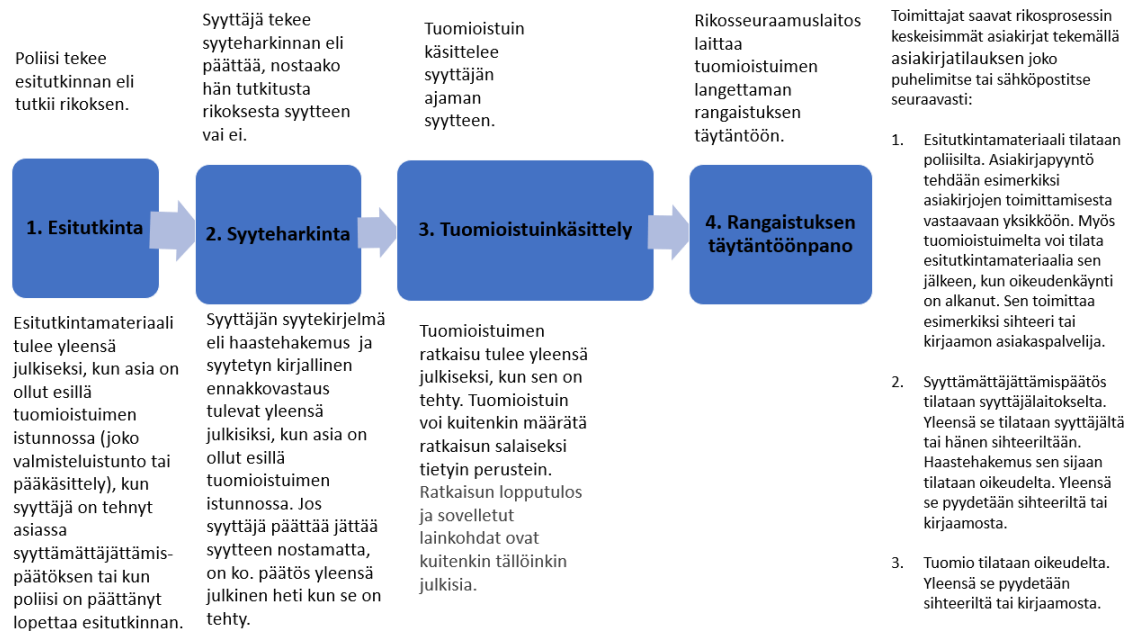 Poliisi tekee
esitutkinnan eli
tutkii rikoksen.
Syyttäjä tekee
syyteharkinnan eli
päättää, nostaako
hän tutkitusta
rikoksesta syytteen
vai ei.
Tuomioistuin
käsittelee
syyttäjän
ajaman
syytteen.
Rikosseuraamuslaitos
laittaa
tuomioistuimen
langettaman
rangaistuksen
täytäntöön.
1. Esitutkinta
2. Syyteharkinta
3. Tuomioistuinkäsittely
4. Rangaistuksen
täytäntöönpano
Esitutkintamateriaali
tulee yleensä
julkiseksi, kun asia on
ollut esillä
tuomioistuimen
istunnossa (joko
valmisteluistunto tai
pääkäsittely), kun
syyttäjä on tehnyt
asiassa
syyttämättäjättämis-
päätöksen tai kun
poliisi on päättänyt
lopettaa esitutkinnan.
Syyttäjän syytekirjelmä
eli haastehakemus ja
syytetyn kirjallinen
ennakkovastaus
tulevat yleensä
julkisiksi, kun asia on
ollut esillä
tuomioistuimen
istunnossa. Jos
syyttäjä päättää jättää
syytteen nostamatta,
on ko. päätös yleensä
julkinen heti kun se on
tehty.
Tuomioistuimen
ratkaisu tulee yleensä
julkiseksi, kun sen on
tehty. Tuomioistuin
voi kuitenkin määrätä
ratkaisun salaiseksi
tietyin perustein.
Ratkaisun lopputulos
ja sovelletut
lainkohdat ovat
kuitenkin tällöinkin
julkisia.
Toimittajat saavat rikosprosessin
keskeisimmät asiakirjat tekemällä
asiakirjatilauksen joko
puhelimitse tai sähköpostitse
seuraavasti:
1. Esitutkintamateriaali tilataan
poliisilta. Asiakirjapyyntö
tehdään esimerkiksi
asiakirjojen toimittamisesta
vastaavaan yksikköön. Myös
tuomioistuimelta voi tilata
esitutkintamateriaalia sen
jälkeen, kun oikeudenkäynti
on alkanut. Sen toimittaa
esimerkiksi sihteeri tai
kirjaamon asiakaspalvelija.
2. Syyttämättäjättämispäätös
tilataan syyttäjälaitokselta.
Yleensä se tilataan syyttäjältä
tai hänen sihteeriltään.
Haastehakemus sen sijaan
tilataan oikeudelta. Yleensä
se pyydetään sihteeriltä tai
kirjaamosta.
3. Tuomio tilataan oikeudelta.
Yleensä se pyydetään
sihteeriltä tai kirjaamosta.